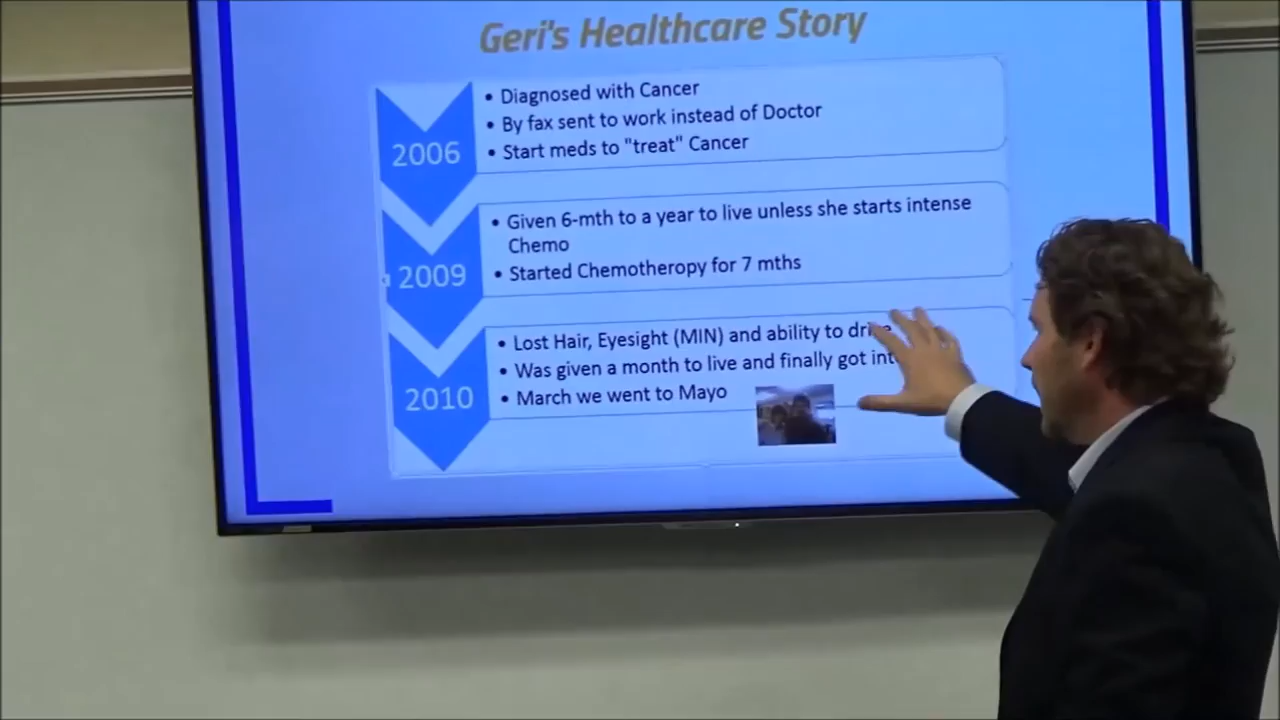 Geri's Healthcare Story
• Diagnosed with Cancer
• By fax sent to work instead of Doctor
2006
• Start meds to "treat" Cancer
• Given 6-mth to a year to live unless she starts intense
Chemo
2009
• Started Chemotheropy for 7 mths
• Lost Hair, Eyesight (MIN) and ability to
• Was given a month to live and finally got
2010
• March we went to Mayo